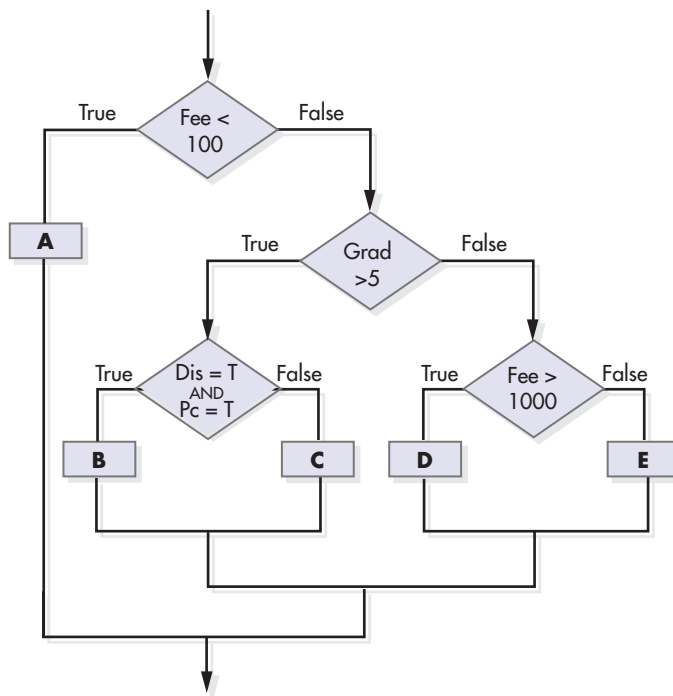 True
Fee <
100
False
A
True
Grad
>5
False
True
Dis = T
AND
Pc = T
False
True
Fee >
1000
False
B
C
D
E